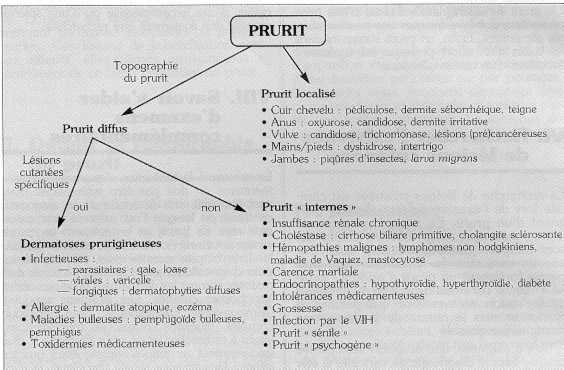 PRURIT
Topographie
du prurit
Prurit localisé
• Cuir chevelu : pédiculose, dermite séborrhéique, teigne
• Anus : oxyurose, candidose, dermite irritative
• Vulve : candidose, trichomonase, lésions (pré)cancéreuses
• Mains/pieds : dyshidrose, intertrigo
• Jambes : piqûres d'insectes, larva migrans
Prurit diffus
Lésions
cutanées
spécifiques
oui
non
Dermatoses prurigineuses
• Infectieuses :
— parasitaires : gale, loase
— virales : varicelle
— fongiques : dermatophyties diffuses
• Allergie : dermatite atopique, eczéma
• Maladies bulleuses : pemphigoïde bulleuses,
pemphigus
• Toxidermies médicamenteuses
Prurit « internes »
• Insuffisance rénale chronique
• Choléstase : cirrhose biliare primitive, cholangite sclérosante
• Hémopathies malignes : lymphomes non hodgkiniens,
maladie de Vaquez, mastocytose
• Carence martiale
• Endocrinopathies : hypothyroïdie, hyperthyroïdie, diabète
• Intolérances médicamenteuses
• Grossesse
• Infection par le VIH
• Prurit « sénile »
• Prurit « psychogène »